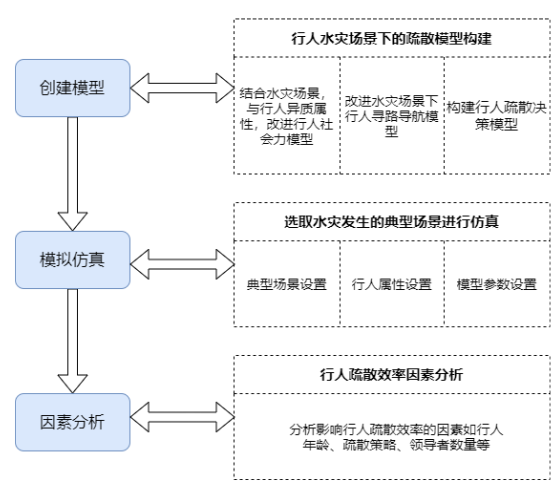 行人水灾场景下的疏散模型构建
创建模型
结合水灾场景,
与行人异质属
性，改进行人社
会力模型
改进水灾场景下
行人寻路导航模
型
构建行人疏散决
策模型
选取水灾发生的典型场景进行仿真
模拟仿真
典型场景设置
行人属性设置
模型参数设置
行人疏散效率因素分析
因素分析
分析影响行人疏散效率的因素如行人
年龄、疏散策略、领导者数量等